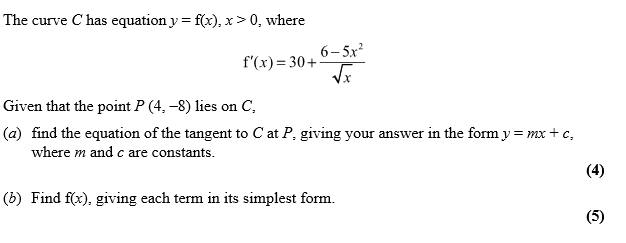 The curve C has equation y = f(x), x > 0, where
f′(x) = 30 + (6 – 5x²)/√x
Given that the point P (4, –8) lies on C,
(a) find the equation of the tangent to C at P, giving your answer in the form y = mx + c,
where m and c are constants.
(4)
(b) Find f(x), giving each term in its simplest form.
(5)